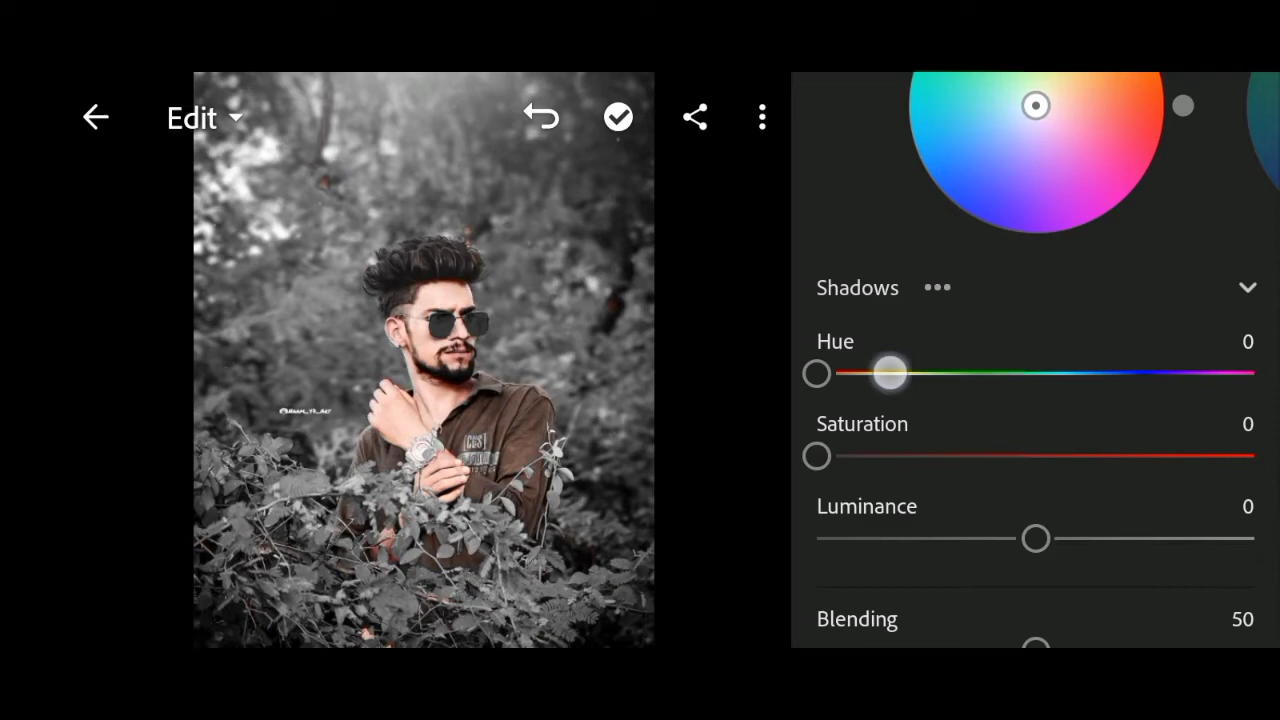 Edit
Shadows
Hue 0
Saturation 0
Luminance 0
Blending 50